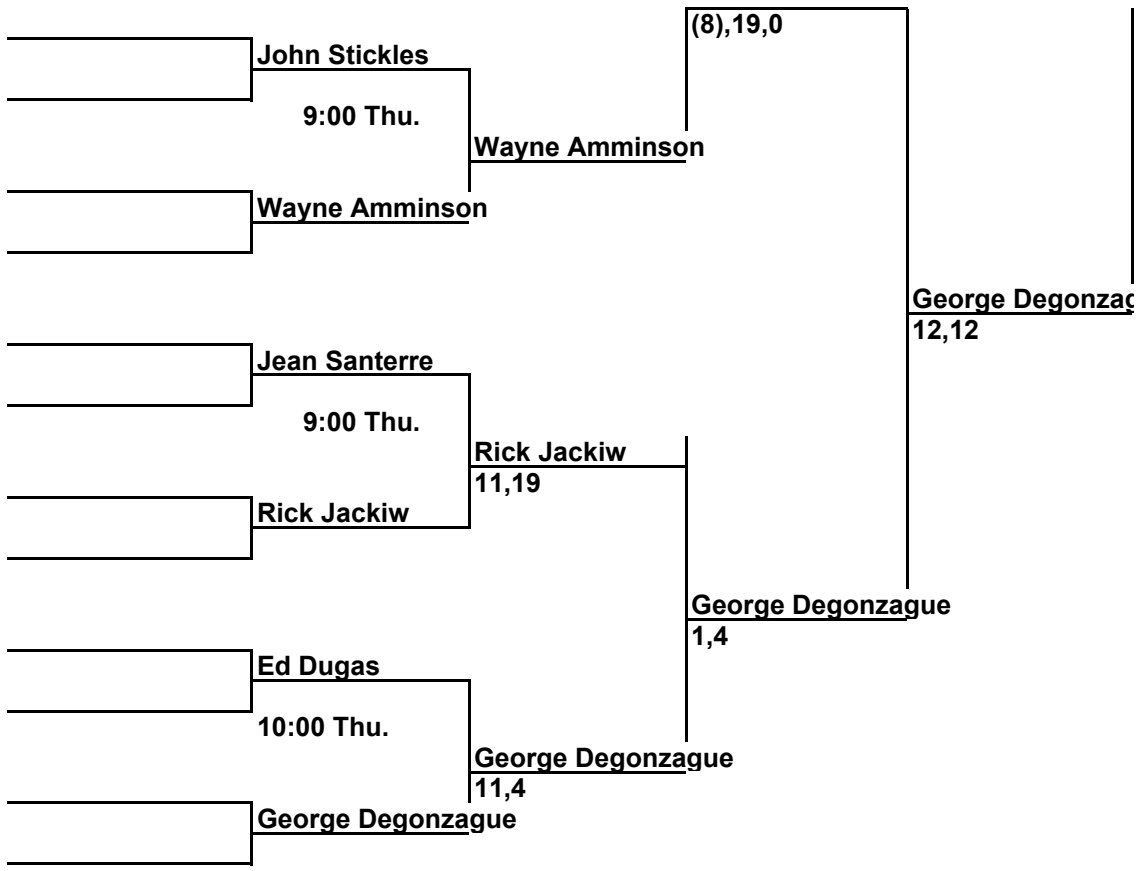 (8),19,0
John Stickles
9:00 Thu.
Wayne Amminson
Wayne Amminson
George Degonzag
12,12
Jean Santerre
9:00 Thu.
Rick Jackiw
11,19
Rick Jackiw
George Degonzague
1,4
Ed Dugas
10:00 Thu.
George Degonzague
11,4
George Degonzague